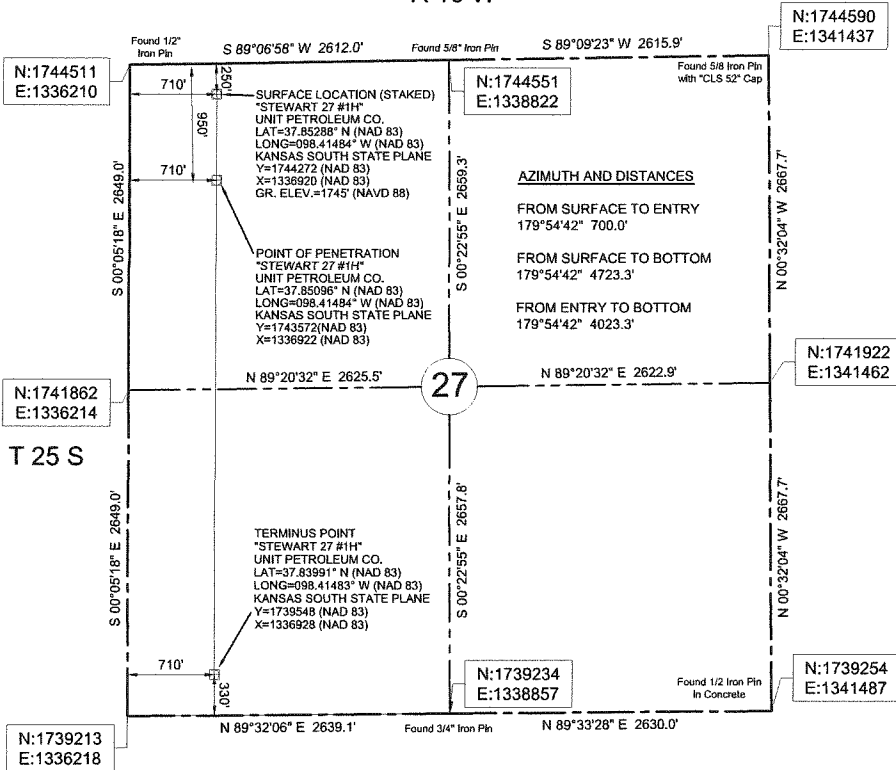 N:1744590
E:1341437
Found 1/2"
Iron Pin
S 89°06'58" W 2612.0'
Found 5/8" Iron Pin
S 89°09'23" W 2615.9'
N:1744511
E:1336210
Found 5/8 Iron Pin
with "CLS 52" Cap
N:1744551
E:1338822
710'
250'
950'
710'
SURFACE LOCATION (STAKED)
"STEWART 27 #1H"
UNIT PETROLEUM CO.
LAT=37.85288° N (NAD 83)
LONG=098.41484° W (NAD 83)
KANSAS SOUTH STATE PLANE
Y=1744272 (NAD 83)
X=1336920 (NAD 83)
GR. ELEV.=1745' (NAVD 88)
S 00°05'18" E 2649.0'
S 00°22'55" E 2659.3'
N 00°32'04" W 2667.7'
AZIMUTH AND DISTANCES
FROM SURFACE TO ENTRY
179°54'42" 700.0'
FROM SURFACE TO BOTTOM
179°54'42" 4723.3'
FROM ENTRY TO BOTTOM
179°54'42" 4023.3'
POINT OF PENETRATION
"STEWART 27 #1H"
UNIT PETROLEUM CO.
LAT=37.85096° N (NAD 83)
LONG=098.41484° W (NAD 83)
KANSAS SOUTH STATE PLANE
Y=1743572(NAD 83)
X=1336922 (NAD 83)
N:1741862
E:1336214
N 89°20'32" E 2625.5'
27
N 89°20'32" E 2622.9'
N:1741922
E:1341462
T 25 S
S 00°05'18" E 2649.0'
S 00°22'55" E 2657.8'
N 00°32'04" W 2667.7'
TERMINUS POINT
"STEWART 27 #1H"
UNIT PETROLEUM CO.
LAT=37.83991° N (NAD 83)
LONG=098.41483° W (NAD 83)
KANSAS SOUTH STATE PLANE
Y=1739548 (NAD 83)
X=1336928 (NAD 83)
710'
330'
N:1739234
E:1338857
Found 1/2 Iron Pin
In Concrete
N:1739254
E:1341487
N:1739213
E:1336218
N 89°32'06" E 2639.1'
Found 3/4" Iron Pin
N 89°33'28" E 2630.0'